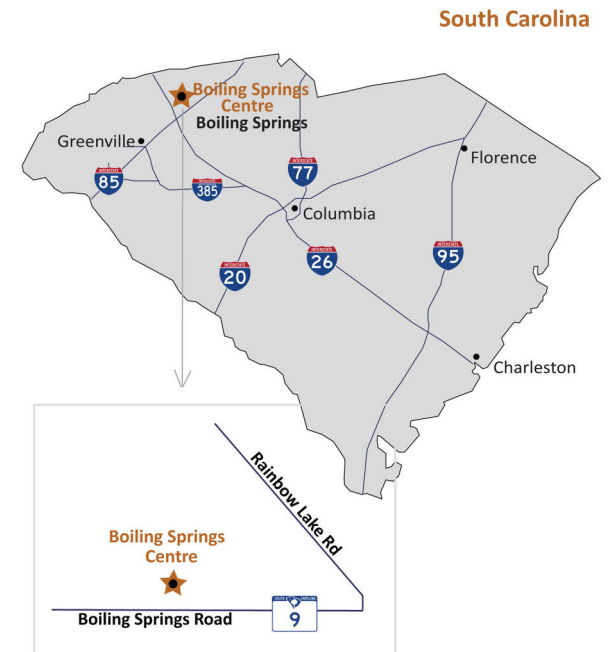 South Carolina
Boiling Springs
Centre
Boiling Springs
Greenville
Florence
INTERSTATE
77
INTERSTATE
85
INTERSTATE
385
Columbia
INTERSTATE
20
INTERSTATE
26
INTERSTATE
95
Charleston
Rainbow Lake Rd
Boiling Springs
Centre
SOUTH CAROLINA
9
Boiling Springs Road